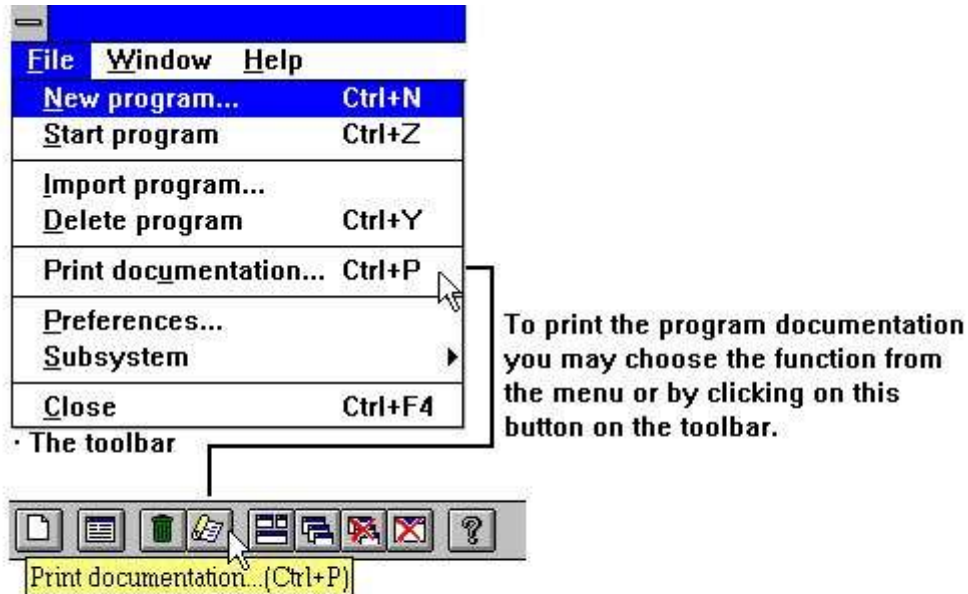 File Window Help
New program... Ctrl+N
Start program Ctrl+Z
Import program...
Delete program Ctrl+Y
Print documentation... Ctrl+P
Preferences...
Subsystem
Close Ctrl+F4
To print the program documentation
you may choose the function from
the menu or by clicking on this
button on the toolbar.
· The toolbar
?
Print documentation...(Ctrl+P)